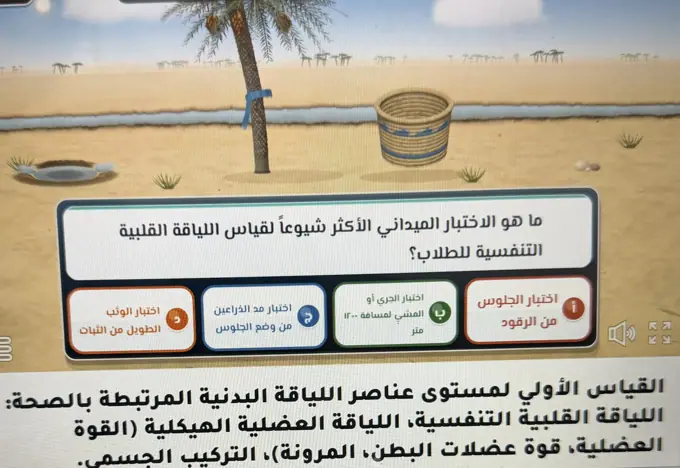 ما هو الاختبار الميداني الأكثر شيوعاً لقياس اللياقة القلبية
التنفسية للطلاب؟
أ
اختبار الجلوس
من الرقود
ب
اختبار الجري أو
المشي لمسافة ١٢٠٠
متر
ج
اختبار مد الذراعين
من وضع الجلوس
د
اختبار الوثب
الطويل من الثبات
القياس الأولي لمستوى عناصر اللياقة البدنية المرتبطة بالصحة:
اللياقة القلبية التنفسية، اللياقة العضلية الهيكلية (القوة
العضلية، قوة عضلات البطن، المرونة)، التركيب الجسمي.